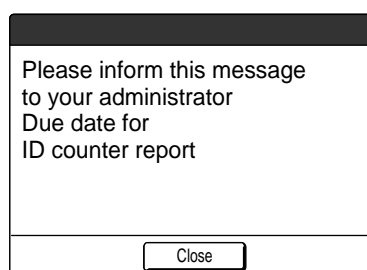 Please inform this message
to your administrator
Due date for
ID counter report
Close